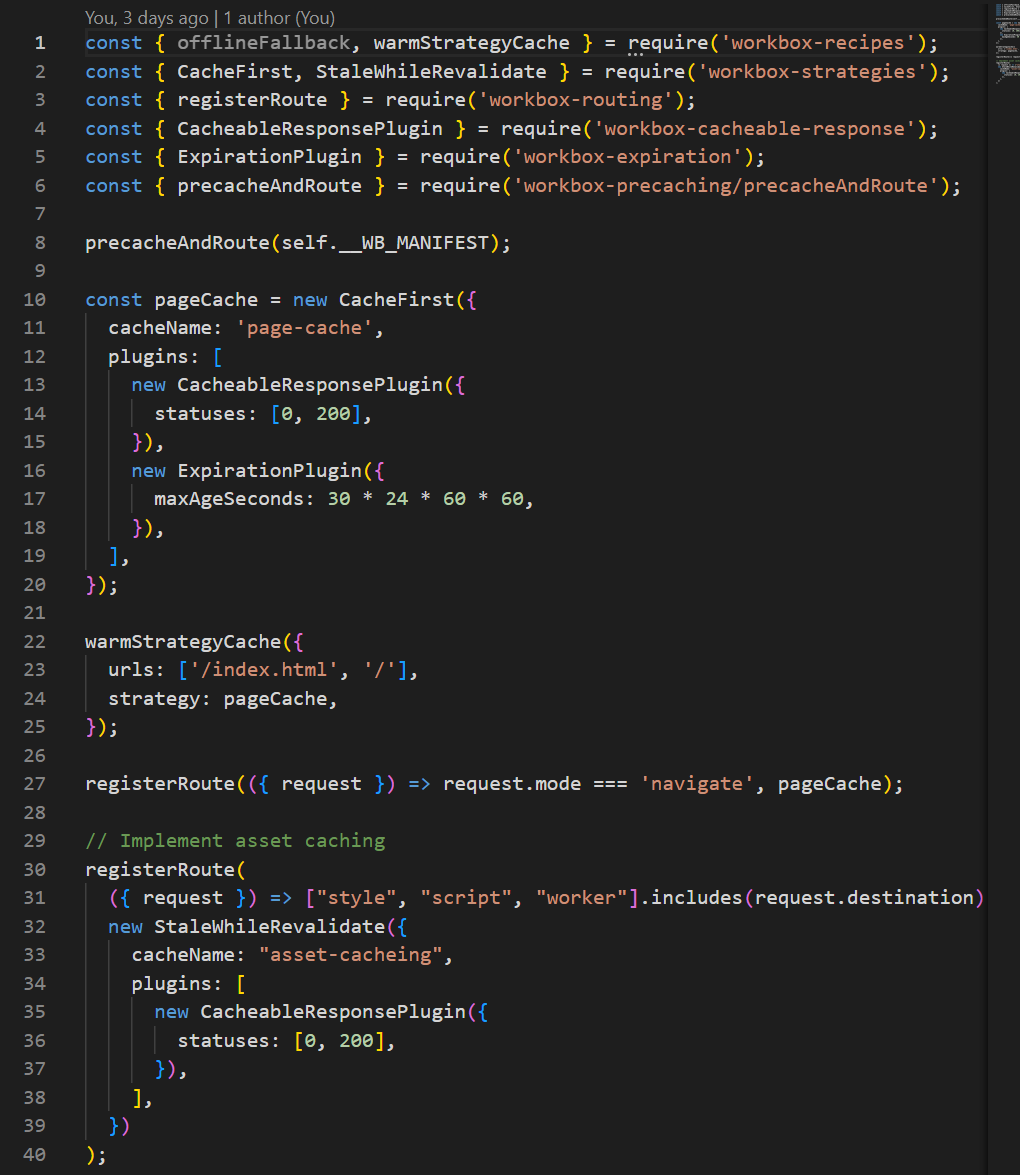 You, 3 days ago | 1 author (You)
1 const { offlineFallback, warmStrategyCache } = require('workbox-recipes');
2 const { CacheFirst, StaleWhileRevalidate } = require('workbox-strategies');
3 const { registerRoute } = require('workbox-routing');
4 const { CacheableResponsePlugin } = require('workbox-cacheable-response');
5 const { ExpirationPlugin } = require('workbox-expiration');
6 const { precacheAndRoute } = require('workbox-precaching/precacheAndRoute');
7
8 precacheAndRoute(self.__WB_MANIFEST);
9
10 const pageCache = new CacheFirst({
11   cacheName: 'page-cache',
12   plugins: [
13     new CacheableResponsePlugin({
14       statuses: [0, 200],
15     }),
16     new ExpirationPlugin({
17       maxAgeSeconds: 30 * 24 * 60 * 60,
18     }),
19   ],
20 });
21
22 warmStrategyCache({
23   urls: ['/index.html', '/'],
24   strategy: pageCache,
25 });
26
27 registerRoute(({ request }) => request.mode === 'navigate', pageCache);
28
29 // Implement asset caching
30 registerRoute(
31   ({ request }) => ["style", "script", "worker"].includes(request.destination)
32   new StaleWhileRevalidate({
33     cacheName: "asset-cacheing",
34     plugins: [
35       new CacheableResponsePlugin({
36         statuses: [0, 200],
37       }),
38     ],
39   })
40 );